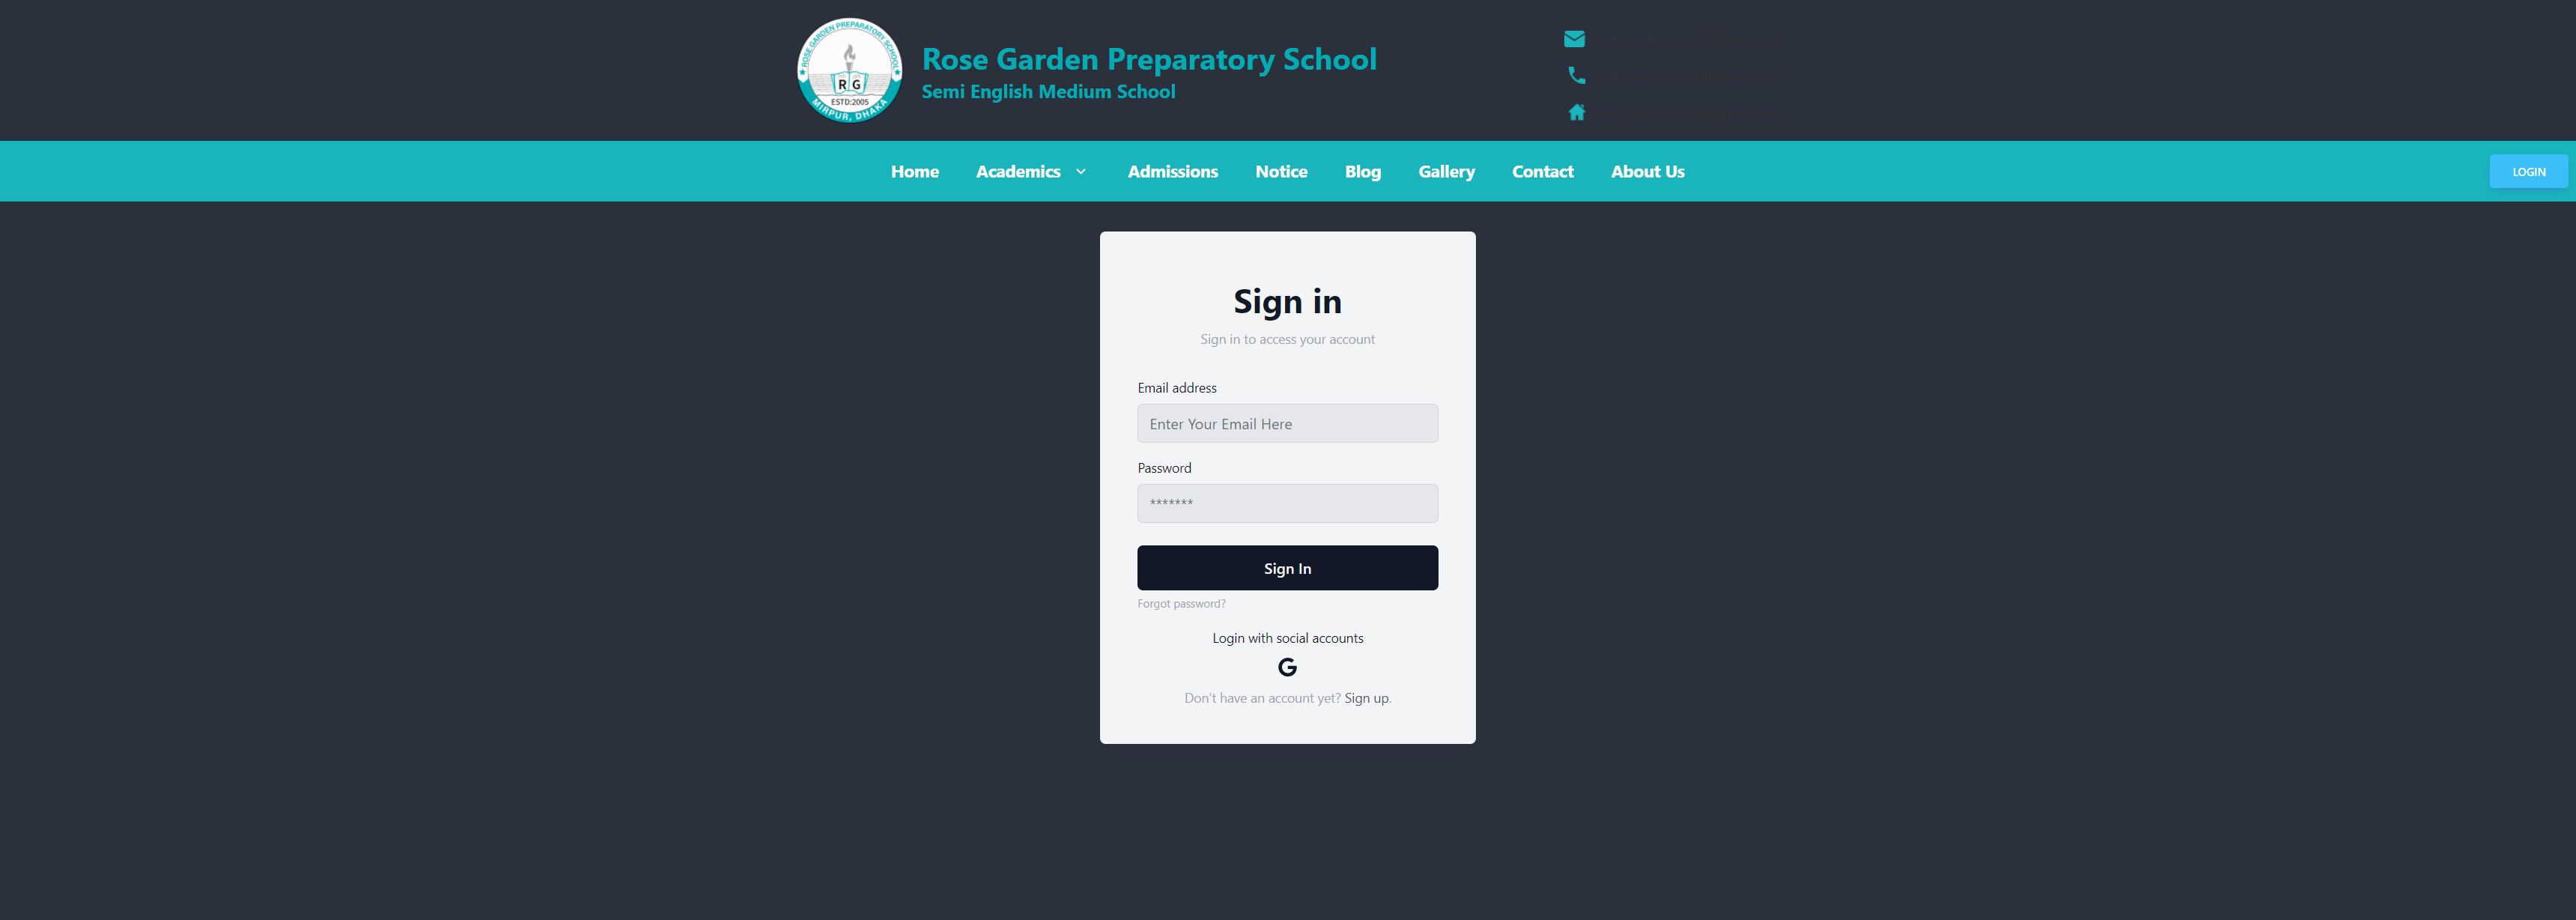 ROSE GARDEN PREPARATORY SCHOOL
R G
ESTD:2005
MIRPUR, DHAKA
Rose Garden Preparatory School
Semi English Medium School
Home Academics Admissions Notice Blog Gallery Contact About Us LOGIN
Sign in
Sign in to access your account
Email address
Enter Your Email Here
Password
*******
Sign In
Forgot password?
Login with social accounts
G
Don't have an account yet? Sign up.